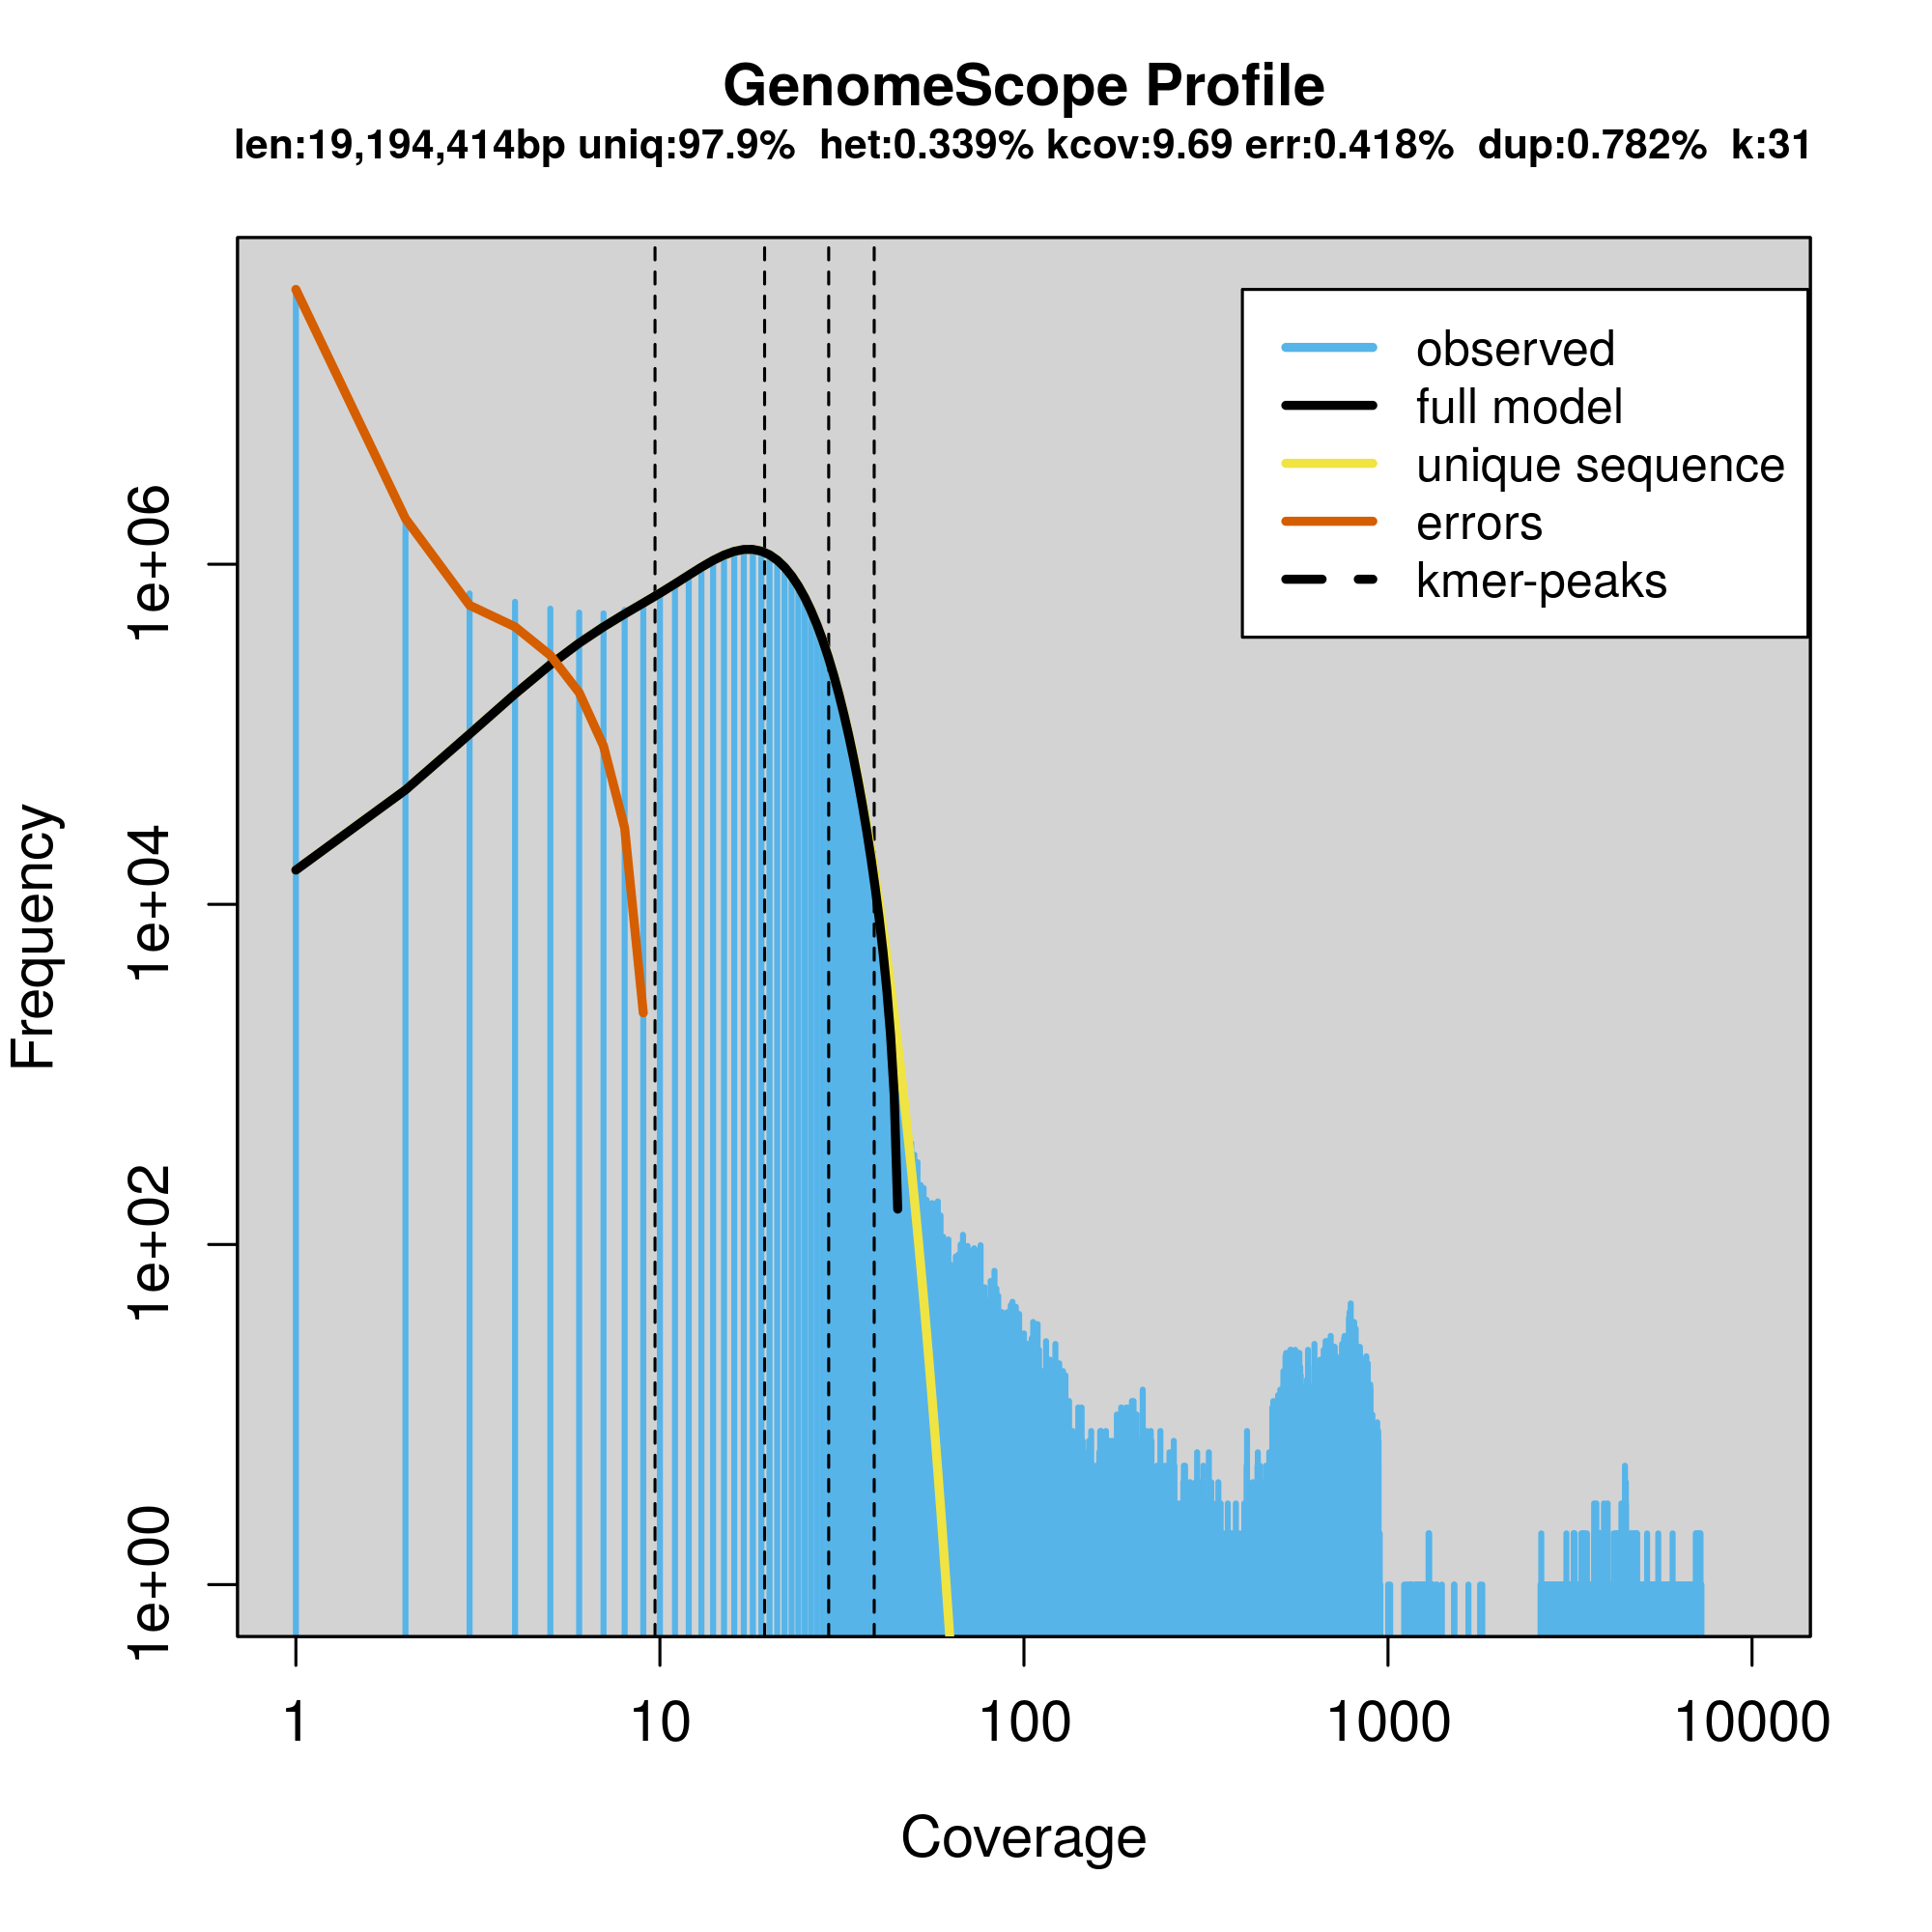 GenomeScope Profile
len:19,194,414bp uniq:97.9% het:0.339% kcov:9.69 err:0.418% dup:0.782% k:31
observed
full model
unique sequence
errors
kmer-peaks
Frequency
1e+06
1e+04
1e+02
1e+00
1 10 100 1000 10000
Coverage